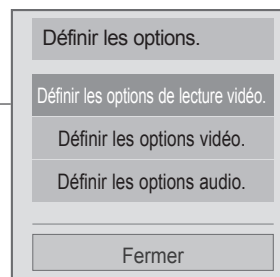 Définir les options.
Définir les options de lecture vidéo.
Définir les options vidéo.
Définir les options audio.
Fermer